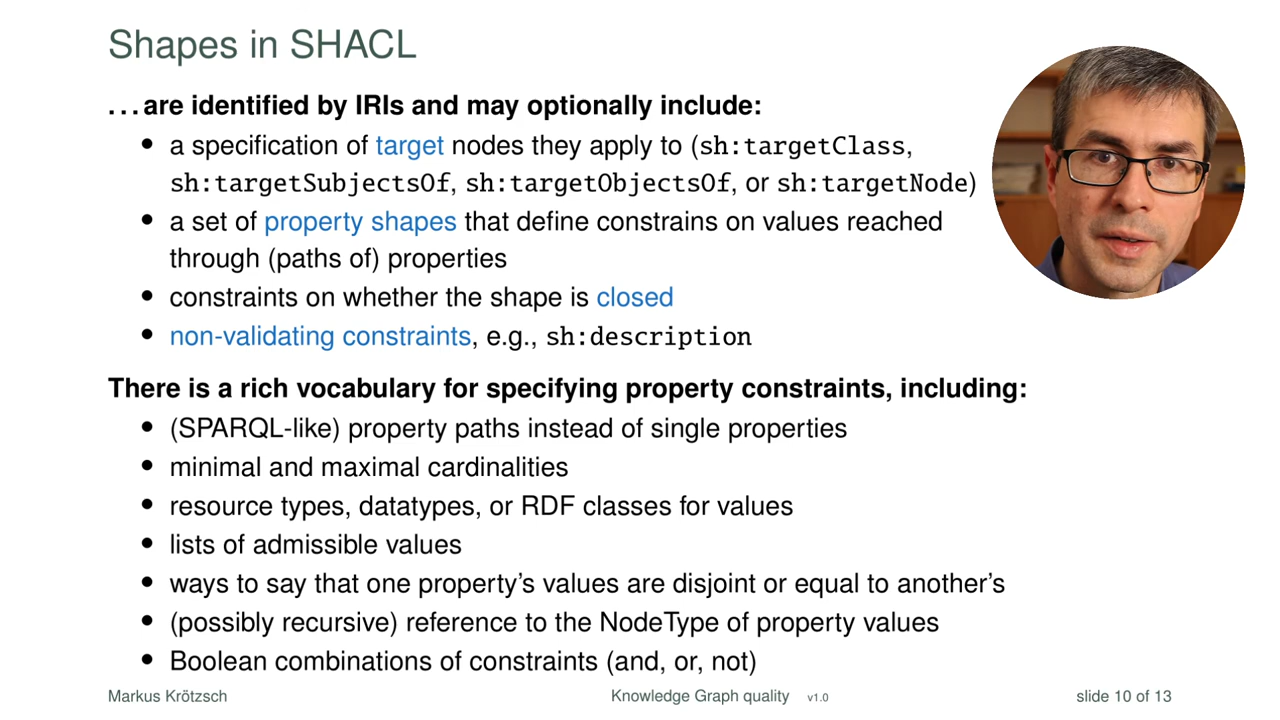 Shapes in SHACL
. . . are identified by IRIs and may optionally include:
• a specification of target nodes they apply to (sh:targetClass,
sh:targetSubjectsOf, sh:targetObjectsOf, or sh:targetNode)
• a set of property shapes that define constrains on values reached
through (paths of) properties
• constraints on whether the shape is closed
• non-validating constraints, e.g., sh:description
There is a rich vocabulary for specifying property constraints, including:
• (SPARQL-like) property paths instead of single properties
• minimal and maximal cardinalities
• resource types, datatypes, or RDF classes for values
• lists of admissible values
• ways to say that one property's values are disjoint or equal to another's
• (possibly recursive) reference to the NodeType of property values
• Boolean combinations of constraints (and, or, not)
Markus Krötzsch Knowledge Graph quality v1.0 slide 10 of 13